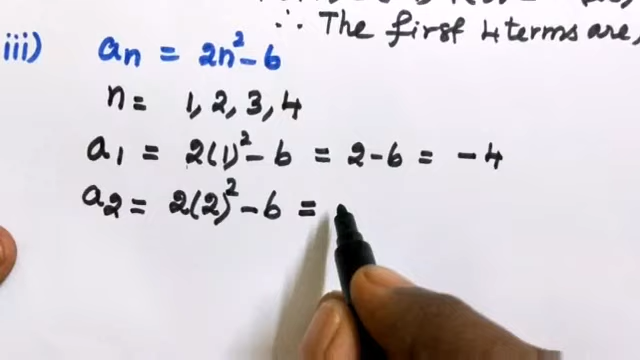 ∴ The first 4 terms are,
iii) aₙ = 2n² - 6
n = 1, 2, 3, 4
a₁ = 2(1)² - 6 = 2 - 6 = -4
a₂ = 2(2)² - 6 =